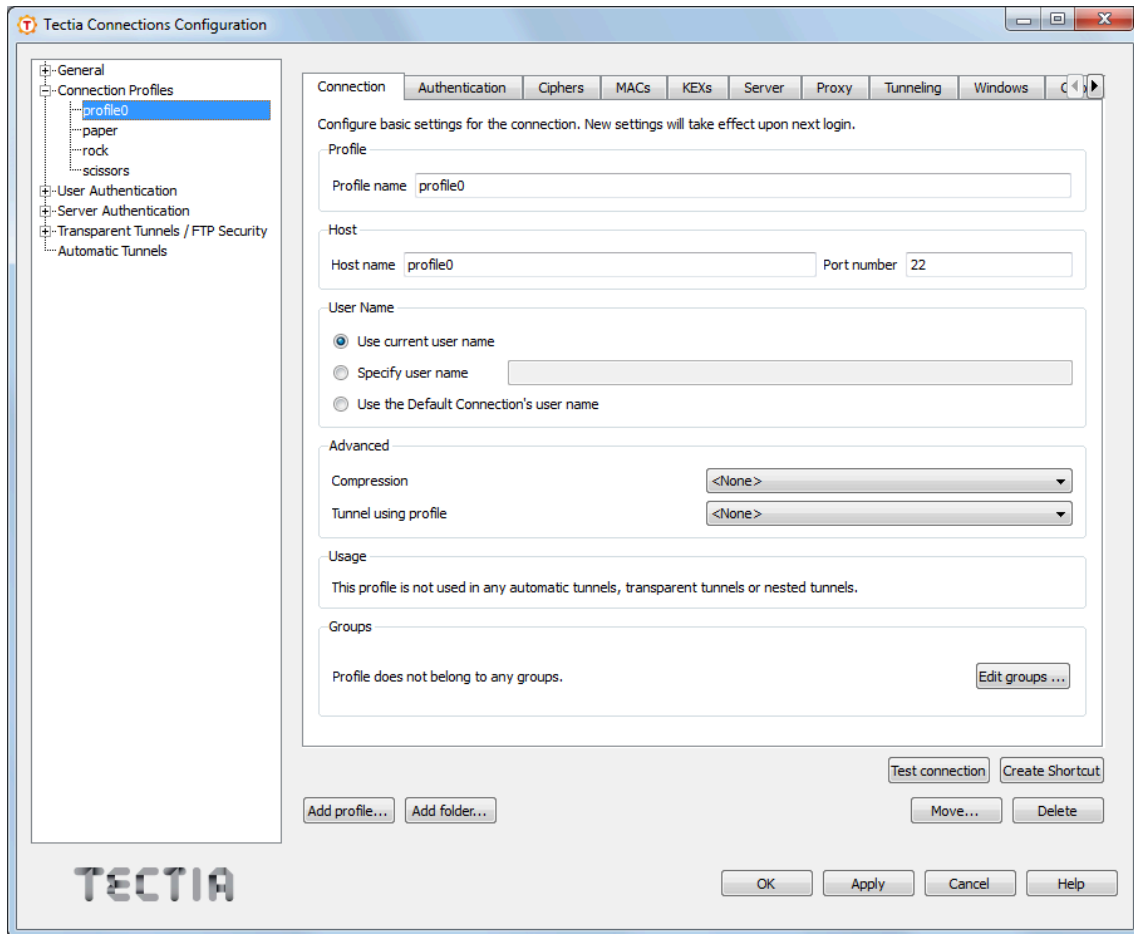 Tectia Connections Configuration
General
Connection Profiles
profile0
paper
rock
scissors
User Authentication
Server Authentication
Transparent Tunnels / FTP Security
Automatic Tunnels
Connection Authentication Ciphers MACs KEXs Server Proxy Tunneling Windows
Configure basic settings for the connection. New settings will take effect upon next login.
Profile
Profile name profile0
Host
Host name profile0 Port number 22
User Name
Use current user name
Specify user name
Use the Default Connection's user name
Advanced
Compression <None>
Tunnel using profile <None>
Usage
This profile is not used in any automatic tunnels, transparent tunnels or nested tunnels.
Groups
Profile does not belong to any groups. Edit groups ...
Test connection Create Shortcut
Add profile... Add folder... Move... Delete
TECTIA
OK Apply Cancel Help